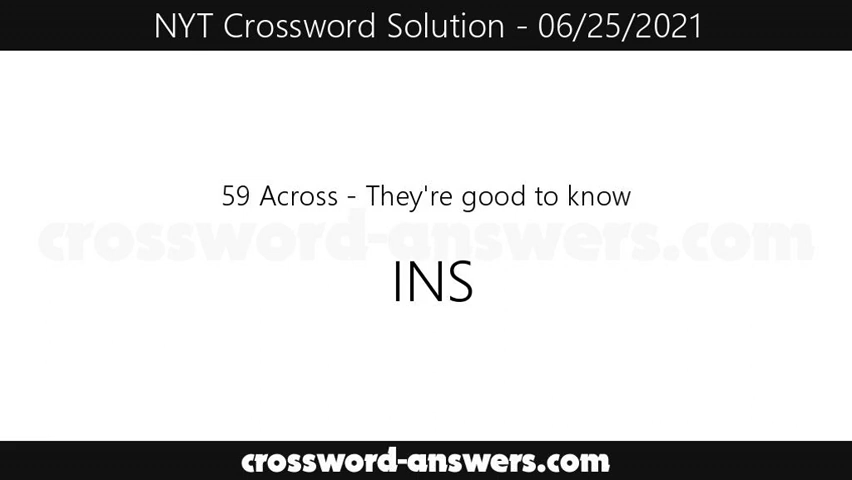 NYT Crossword Solution - 06/25/2021
59 Across - They're good to know
crossword-answers.com
INS
crossword-answers.com